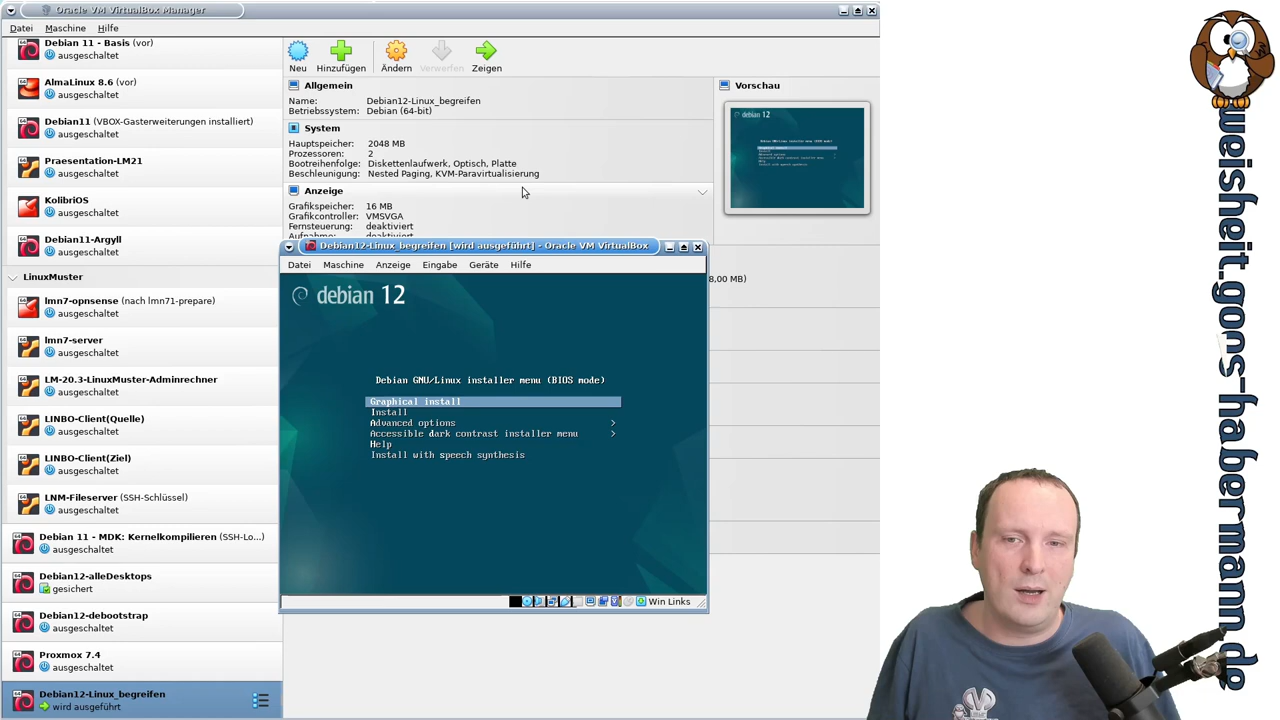 Oracle VM VirtualBox Manager
Datei Maschine Hilfe
Debian 11 - Basis (vor)
ausgeschaltet
AlmaLinux 8.6 (vor)
ausgeschaltet
Debian11 (VBOX-Gasterweiterungen installiert)
ausgeschaltet
Praesentation-LM21
ausgeschaltet
KolibriOS
ausgeschaltet
Debian11-Argyll
ausgeschaltet
LinuxMuster
lmn7-opnsense (nach lmn71-prepare)
ausgeschaltet
lmn7-server
ausgeschaltet
LM-20.3-LinuxMuster-Adminrechner
ausgeschaltet
LINBO-Client(Quelle)
ausgeschaltet
LINBO-Client(Ziel)
ausgeschaltet
LNM-Fileserver (SSH-Schlüssel)
ausgeschaltet
Debian 11 - MDK: Kernelkompilieren (SSH-Lo...)
ausgeschaltet
Debian12-alleDesktops
gesichert
Debian12-debootstrap
ausgeschaltet
Proxmox 7.4
ausgeschaltet
Debian12-Linux_begreifen
wird ausgeführt
Neu Hinzufügen Ändern Verwerfen Zeigen
Allgemein
Name: Debian12-Linux_begreifen
Betriebssystem: Debian (64-bit)
System
Hauptspeicher: 2048 MB
Prozessoren: 2
Bootreihenfolge: Diskettenlaufwerk, Optisch, Platte
Beschleunigung: Nested Paging, KVM-Paravirtualisierung
Anzeige
Grafikspeicher: 16 MB
Grafikcontroller: VMSVGA
Fernsteuerung: deaktiviert
Aufnahme: deaktiviert
8,00 MB)
Vorschau
debian 12
Debian12-Linux_begreifen [wird ausgeführt] - Oracle VM VirtualBox
Datei Maschine Anzeige Eingabe Geräte Hilfe
debian 12
Debian GNU/Linux installer menu (BIOS mode)
Graphical install
Install
Advanced options >
Accessible dark contrast installer menu >
Help
Install with speech synthesis
Win Links
weisheit.gons-habermann.de